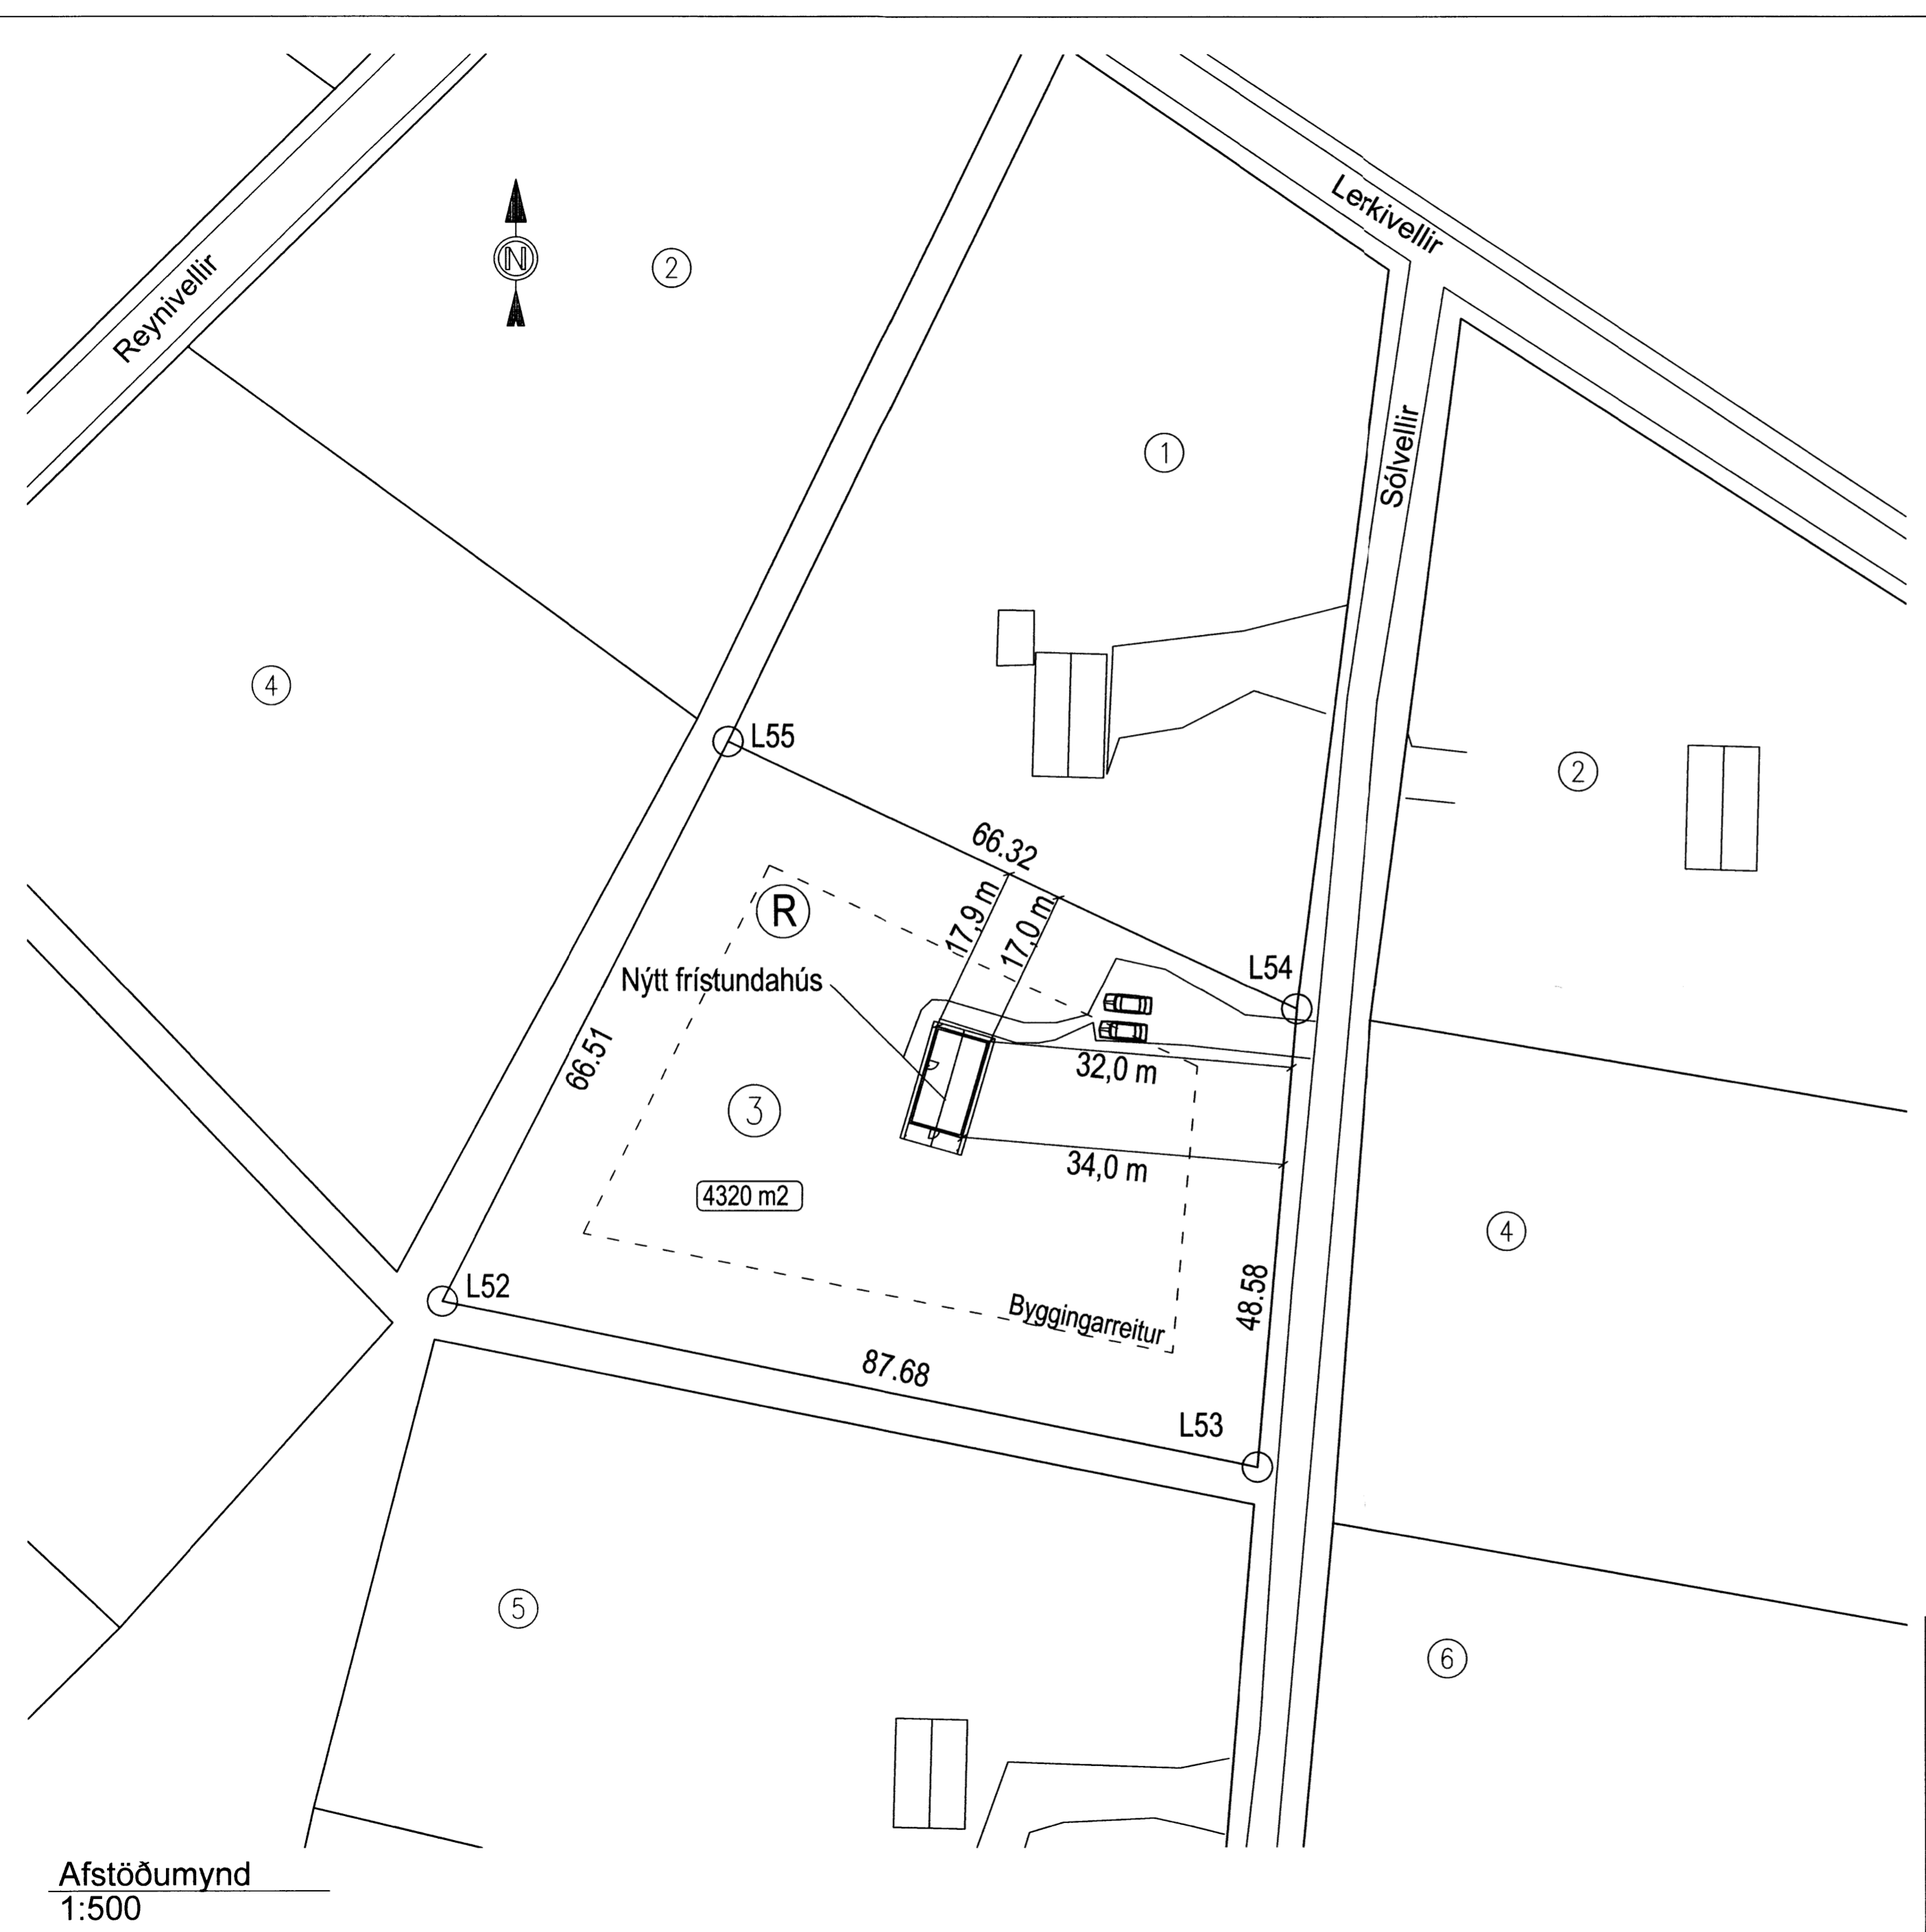 Lerkivellir
Reynivellir
N
2
1
Sólvellir
4
L55
2
66.32
R
17,9 m
17,0 m
L54
Nýtt frístundahús
66.51
32,0 m
3
34,0 m
4320 m2
4
L52
Byggingarreitur
48.58
87.68
L53
5
6
Afstöðumynd
1:500